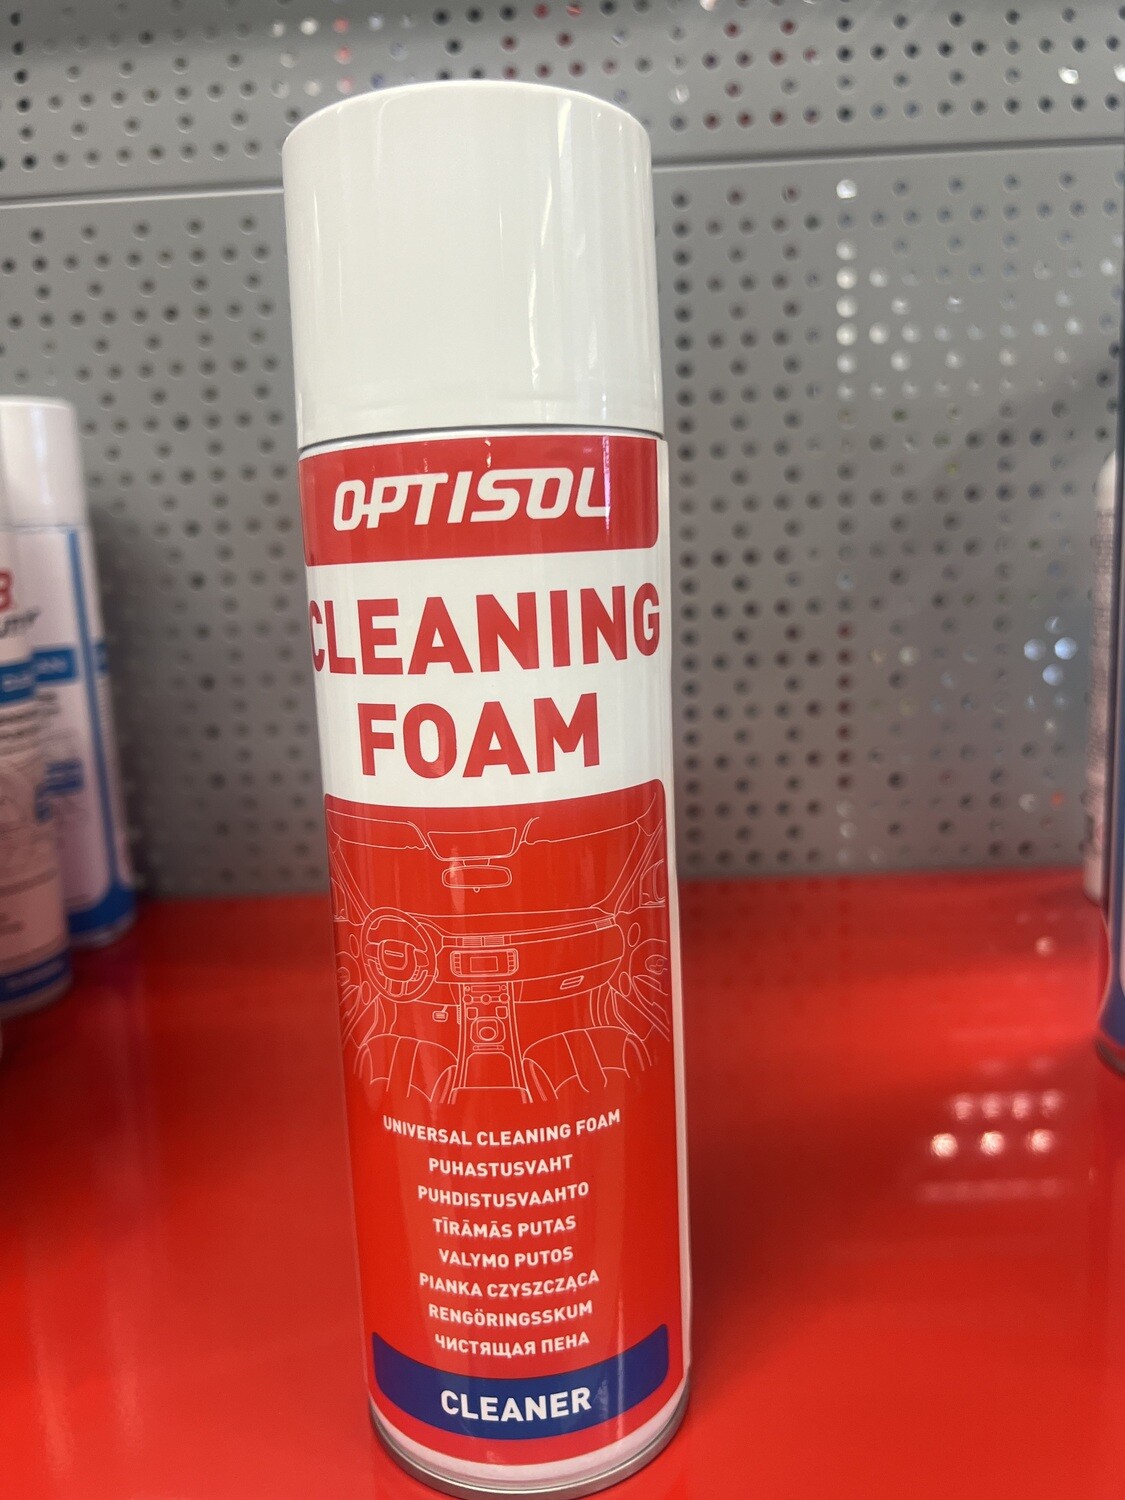 OPTISOL
CLEANING
FOAM
UNIVERSAL CLEANING FOAM
PUHASTUSVAHT
PUHDISTUSVAAHTO
TĪRĀMĀS PUTAS
VALYMO PUTOS
PIANKA CZYSZCZĄCA
RENGÖRINGSSKUM
ЧИСТЯЩАЯ ПЕНА
CLEANER